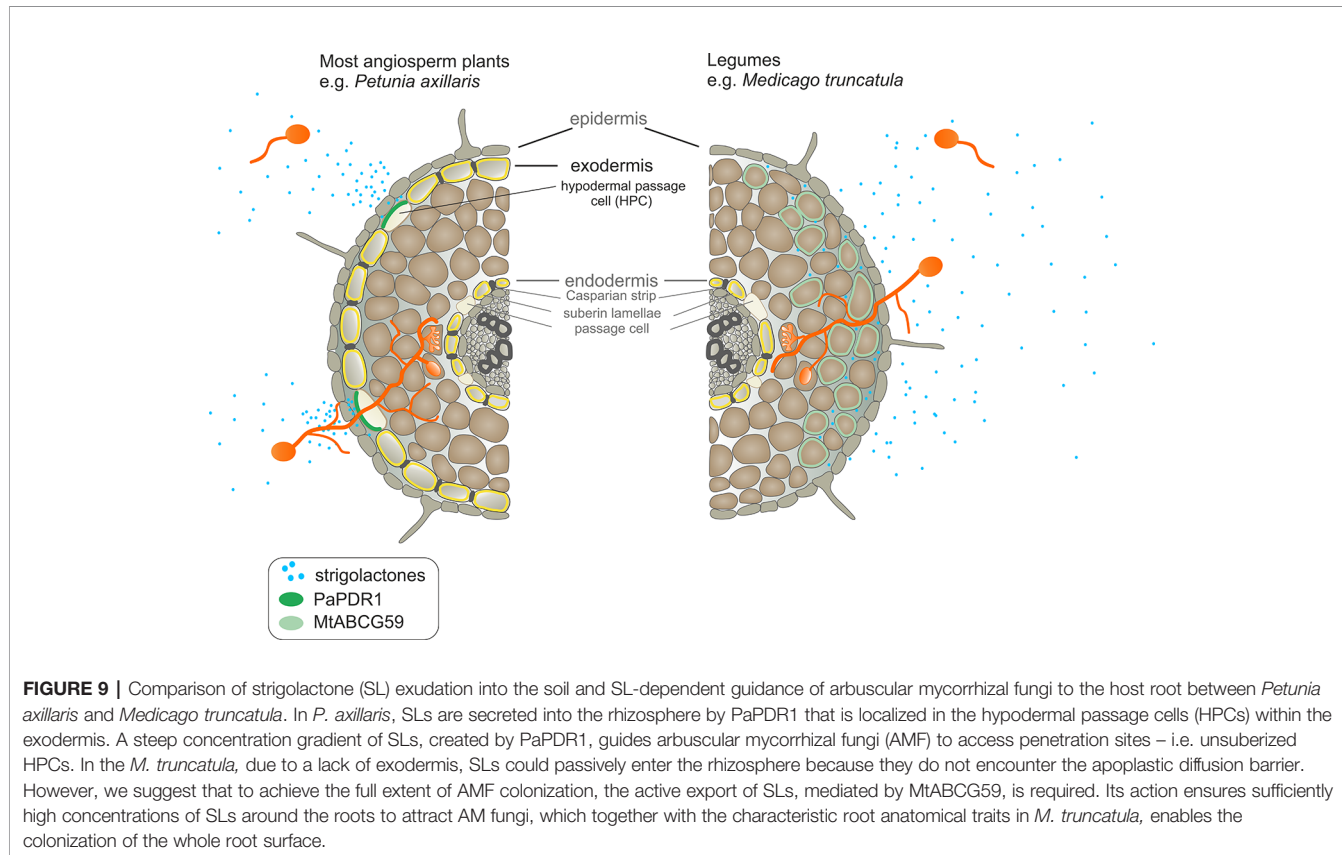 Most angiosperm plants
e.g. Petunia axillaris
Legumes
e.g. Medicago truncatula
epidermis
exodermis
hypodermal passage
cell (HPC)
endodermis
Casparian strip
suberin lamellae
passage cell
strigolactones
PaPDR1
MtABCG59
FIGURE 9 | Comparison of strigolactone (SL) exudation into the soil and SL-dependent guidance of arbuscular mycorrhizal fungi to the host root between Petunia
axillaris and Medicago truncatula. In P. axillaris, SLs are secreted into the rhizosphere by PaPDR1 that is localized in the hypodermal passage cells (HPCs) within the
exodermis. A steep concentration gradient of SLs, created by PaPDR1, guides arbuscular mycorrhizal fungi (AMF) to access penetration sites – i.e. unsuberized
HPCs. In the M. truncatula, due to a lack of exodermis, SLs could passively enter the rhizosphere because they do not encounter the apoplastic diffusion barrier.
However, we suggest that to achieve the full extent of AMF colonization, the active export of SLs, mediated by MtABCG59, is required. Its action ensures sufficiently
high concentrations of SLs around the roots to attract AM fungi, which together with the characteristic root anatomical traits in M. truncatula, enables the
colonization of the whole root surface.